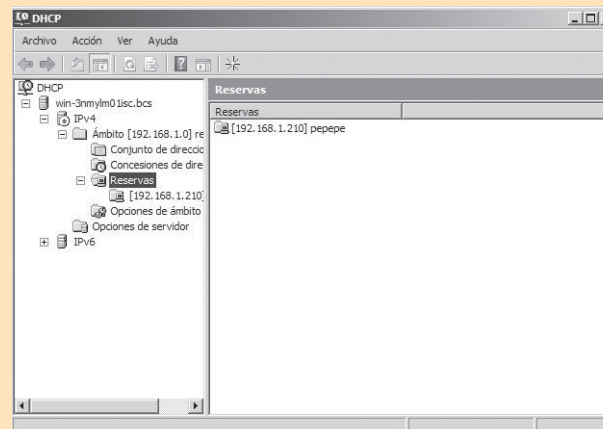 DHCP
Archivo Acción Ver Ayuda
DHCP
win-3nmylm01isc.bcs
IPv4
Ámbito [192.168.1.0] re
Conjunto de direcc
Concesiones de dire
Reservas
[192.168.1.210]
Opciones de ámbito
Opciones de servidor
IPv6
Reservas
Reservas
[192.168.1.210] pepepe